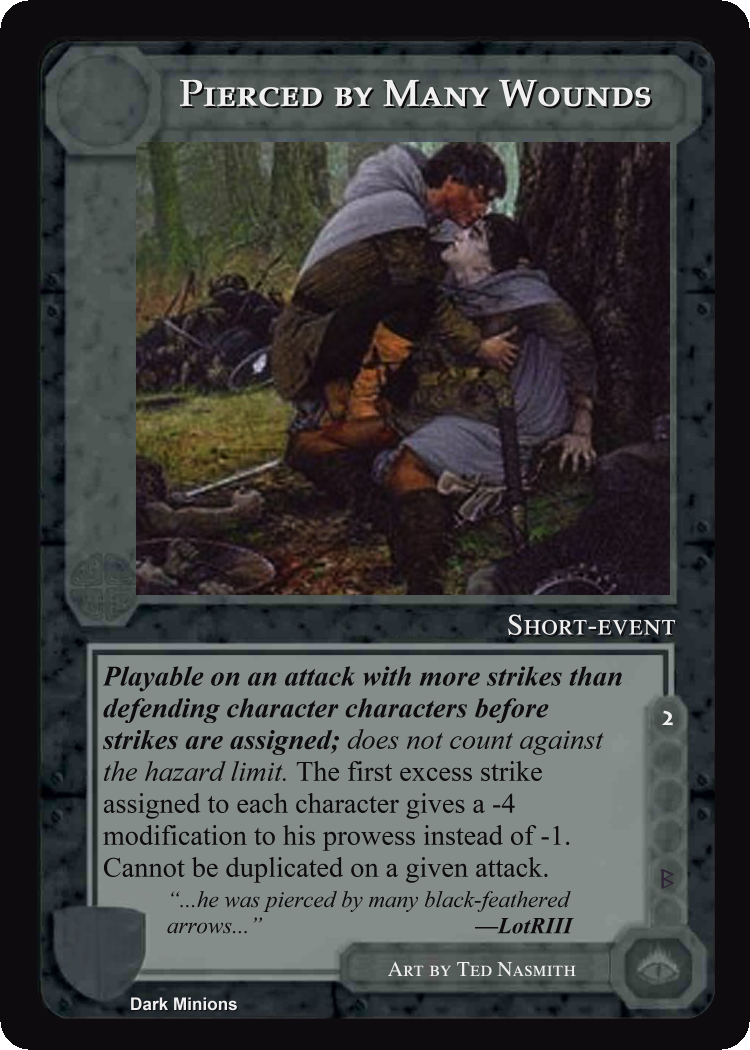 Pierced by Many Wounds
Short-event
Playable on an attack with more strikes than
defending character characters before
strikes are assigned; does not count against
the hazard limit. The first excess strike
assigned to each character gives a -4
modification to his prowess instead of -1.
Cannot be duplicated on a given attack.
2
“...he was pierced by many black-feathered
arrows...” —LotRIII
Art by Ted Nasmith
Dark Minions